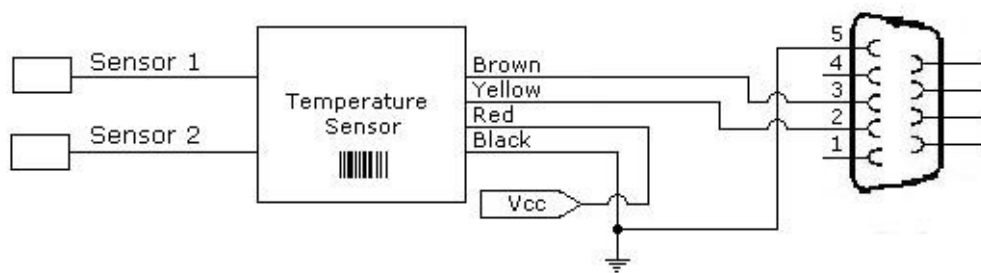 Sensor 1
Sensor 2
Temperature
Sensor
Brown
Yellow
Red
Black
Vcc
5
4
3
2
1